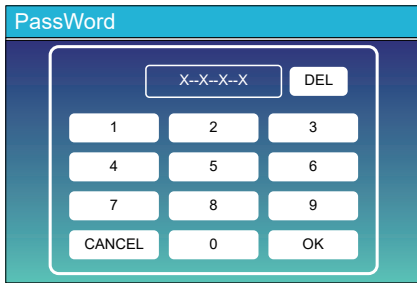 PassWord
X--X--X--X DEL
1 2 3
4 5 6
7 8 9
CANCEL 0 OK